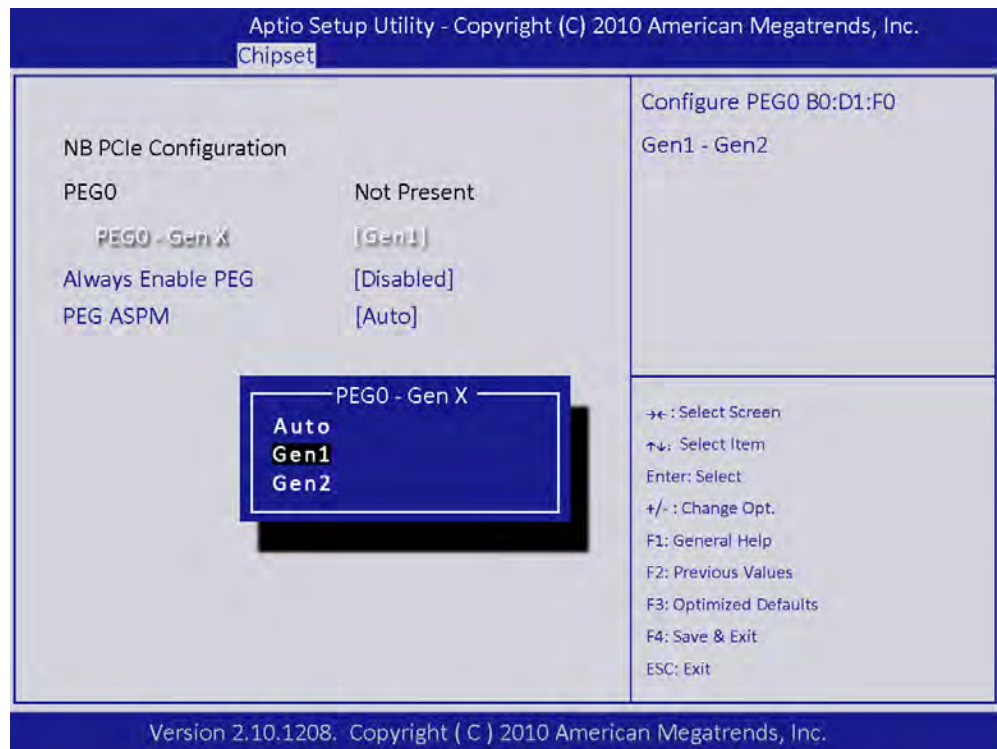 Aptio Setup Utility - Copyright (C) 2010 American Megatrends, Inc.
Chipset
NB PCIe Configuration
PEG0 Not Present
PEG0 - Gen X [Gen1]
Always Enable PEG [Disabled]
PEG ASPM [Auto]
PEG0 - Gen X
Auto
Gen1
Gen2
Configure PEG0 B0:D1:F0
Gen1 - Gen2
→←: Select Screen
↑↓: Select Item
Enter: Select
+/- : Change Opt.
F1: General Help
F2: Previous Values
F3: Optimized Defaults
F4: Save & Exit
ESC: Exit
Version 2.10.1208. Copyright ( C ) 2010 American Megatrends, Inc.